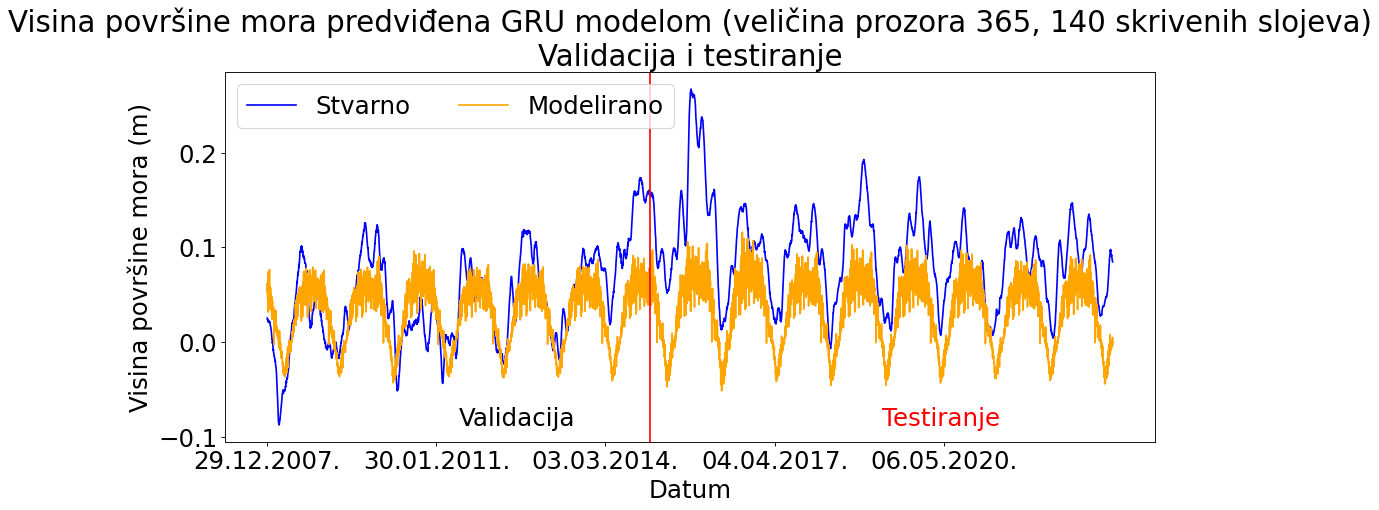 Visina površine mora predviđena GRU modelom (veličina prozora 365, 140 skrivenih slojeva)
Validacija i testiranje
Stvarno
Modelirano
Visina površine mora (m)
0.2
0.1
0.0
−0.1
Validacija
Testiranje
29.12.2007.
30.01.2011.
03.03.2014.
04.04.2017.
06.05.2020.
Datum